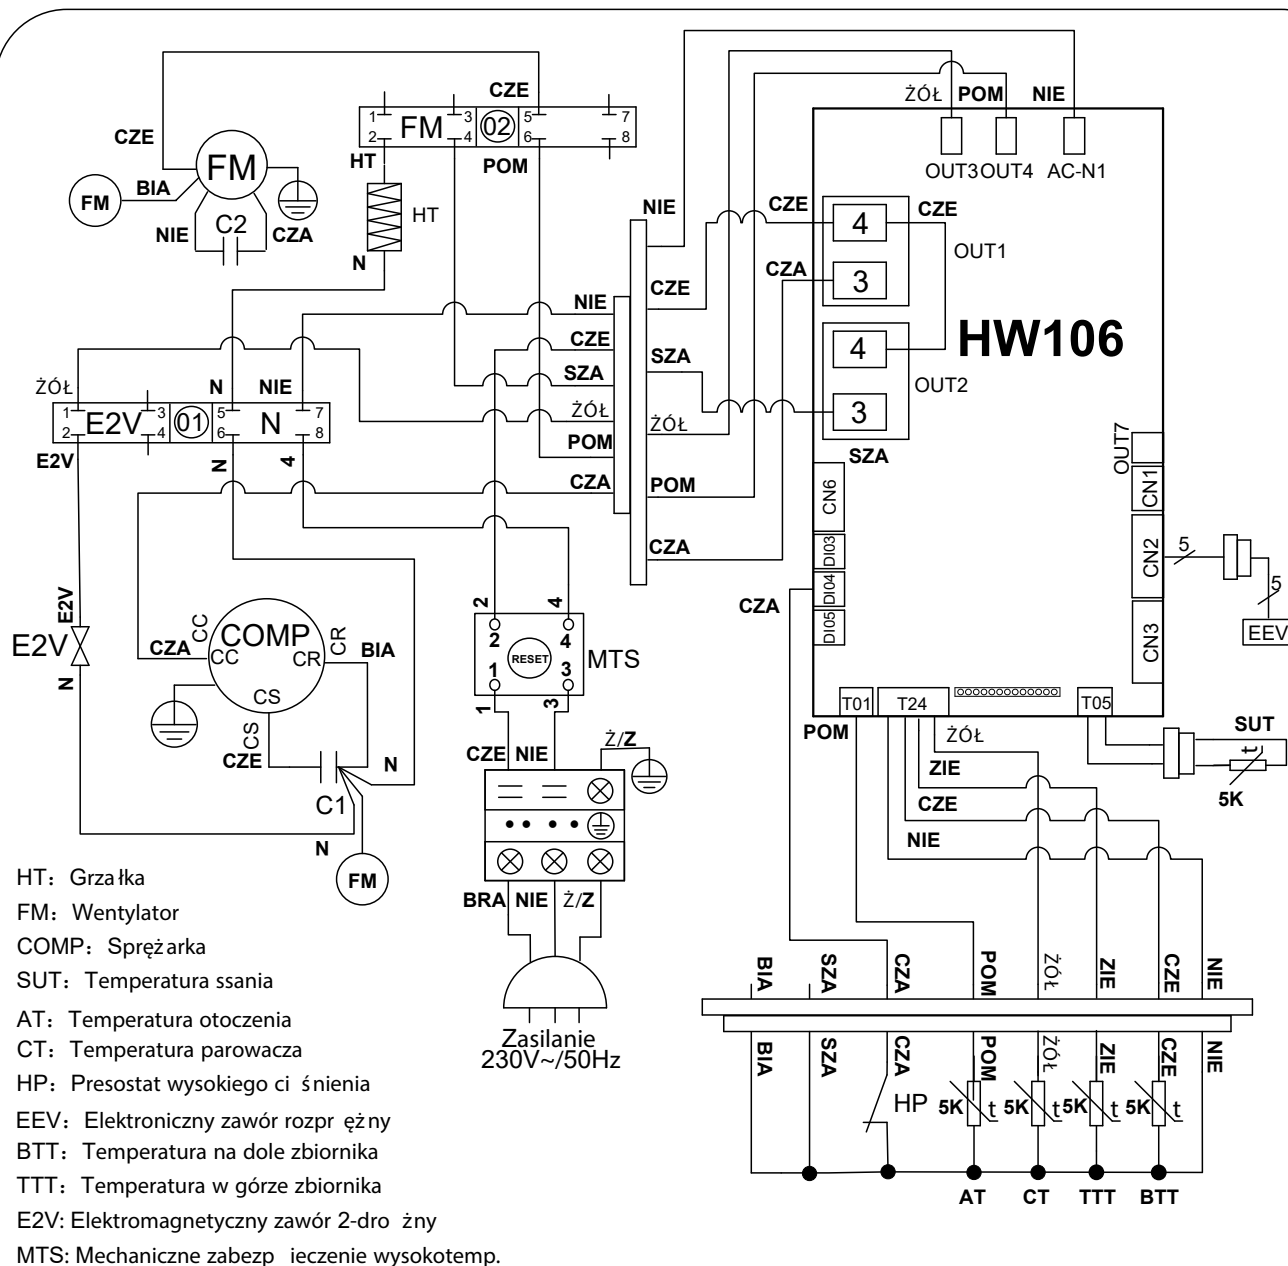 CZE
ŻÓŁ POM NIE
1 2 FM 3 4 02 5 6 7 8
CZE
FM
HT
POM
OUT3 OUT4 AC-N1
BIA
FM
NIE C2 CZA
HT
N
NIE
CZE 4 CZE
OUT1
CZA 3
NIE
CZE
HW106
CZE
SZA
4
OUT2
3
SZA
SZA
ŻÓŁ
ŻÓŁ
N NIE
1 2 E2V 3 4 01 5 6 N 7 8
E2V
N
4
POM
CZA
POM
CZA
OUT7
CN6
CN1
CN2
5
5
EEV
DI03
DI04
DI05
CN3
CZA
E2V
E2V
N
CC
CZA
COMP
CC
CR
CR
BIA
CS
CS
CZE
C1
N
N
FM
2 4
2 4
RESET
MTS
1 3
1 3
CZE NIE Ż/Z
BRA NIE Ż/Z
Zasilanie
230V~/50Hz
T01 T24 T05
POM
ŻÓŁ
ZIE
CZE
NIE
SUT
t
5K
BIA SZA CZA POM ŻÓŁ ZIE CZE NIE
BIA SZA CZA POM ŻÓŁ ZIE CZE NIE
HP 5K t 5K t 5K t 5K t
AT CT TTT BTT
HT: Grzałka
FM: Wentylator
COMP: Sprężarka
SUT: Temperatura ssania
AT: Temperatura otoczenia
CT: Temperatura parowacza
HP: Presostat wysokiego ci śnienia
EEV: Elektroniczny zawór rozpr ężny
BTT: Temperatura na dole zbiornika
TTT: Temperatura w górze zbiornika
E2V: Elektromagnetyczny zawór 2-dro żny
MTS: Mechaniczne zabezp ieczenie wysokotemp.